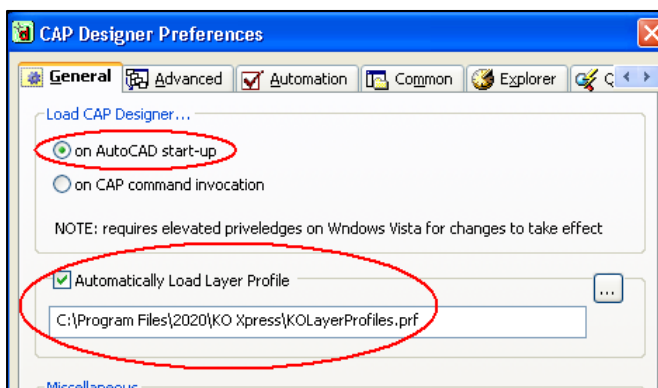 CAP Designer Preferences
General Advanced Automation Common Explorer
Load CAP Designer...
on AutoCAD start-up
on CAP command invocation
NOTE: requires elevated priveledges on Wndows Vista for changes to take effect
Automatically Load Layer Profile
...
C:\Program Files\2020\KO Xpress\KOLayerProfiles.prf
Miscellaneous